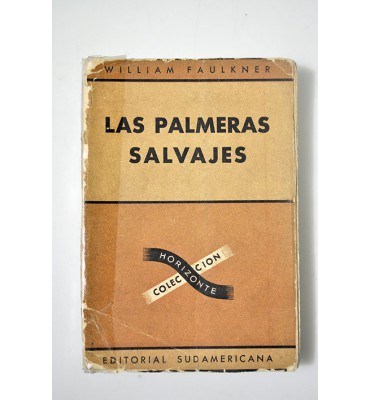 WILLIAM FAULKNER
LAS PALMERAS
SALVAJES
COLECCION
HORIZONTE
EDITORIAL SUDAMERICANA